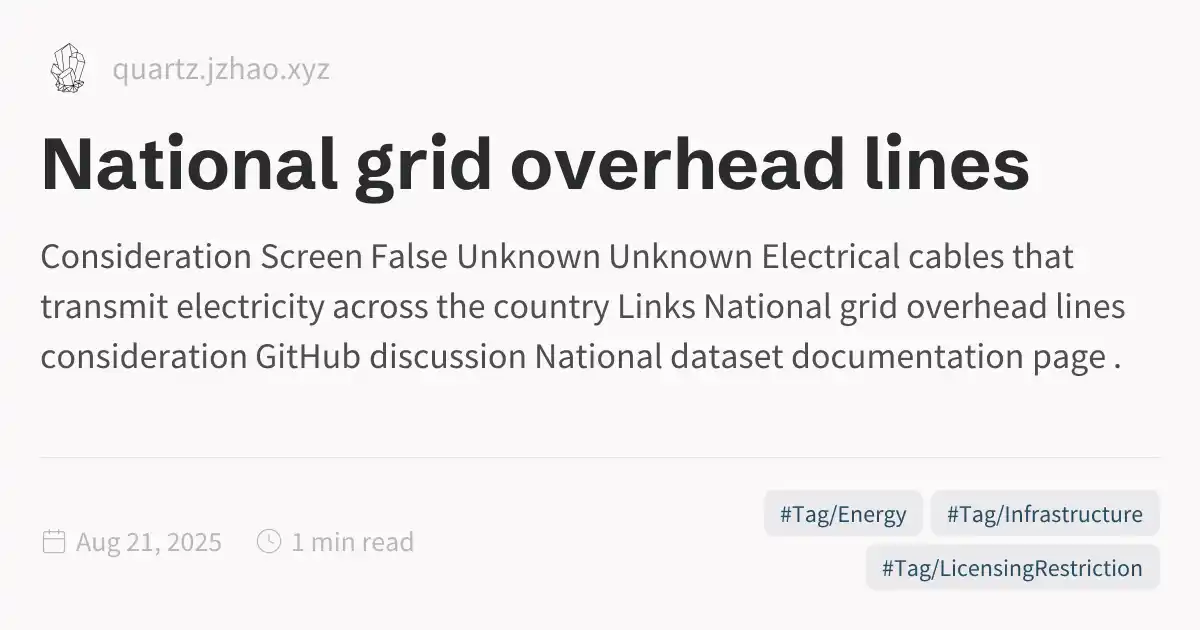 quartz.jzhao.xyz
National grid overhead lines
Consideration Screen False Unknown Unknown Electrical cables that
transmit electricity across the country Links National grid overhead lines
consideration GitHub discussion National dataset documentation page .
Aug 21, 2025 1 min read
#Tag/Energy #Tag/Infrastructure
#Tag/LicensingRestriction